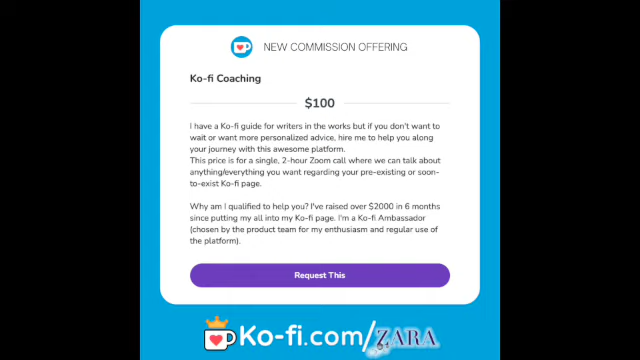 NEW COMMISSION OFFERING
Ko-fi Coaching
$100
I have a Ko-fi guide for writers in the works but if you don't want to
wait or want more personalized advice, hire me to help you along
your journey with this awesome platform.
This price is for a single, 2-hour Zoom call where we can talk about
anything/everything you want regarding your pre-existing or soon-
to-exist Ko-fi page.
Why am I qualified to help you? I've raised over $2000 in 6 months
since putting my all into my Ko-fi page. I'm a Ko-fi Ambassador
(chosen by the product team for my enthusiasm and regular use of
the platform).
Request This
Ko-fi.com/ZARA